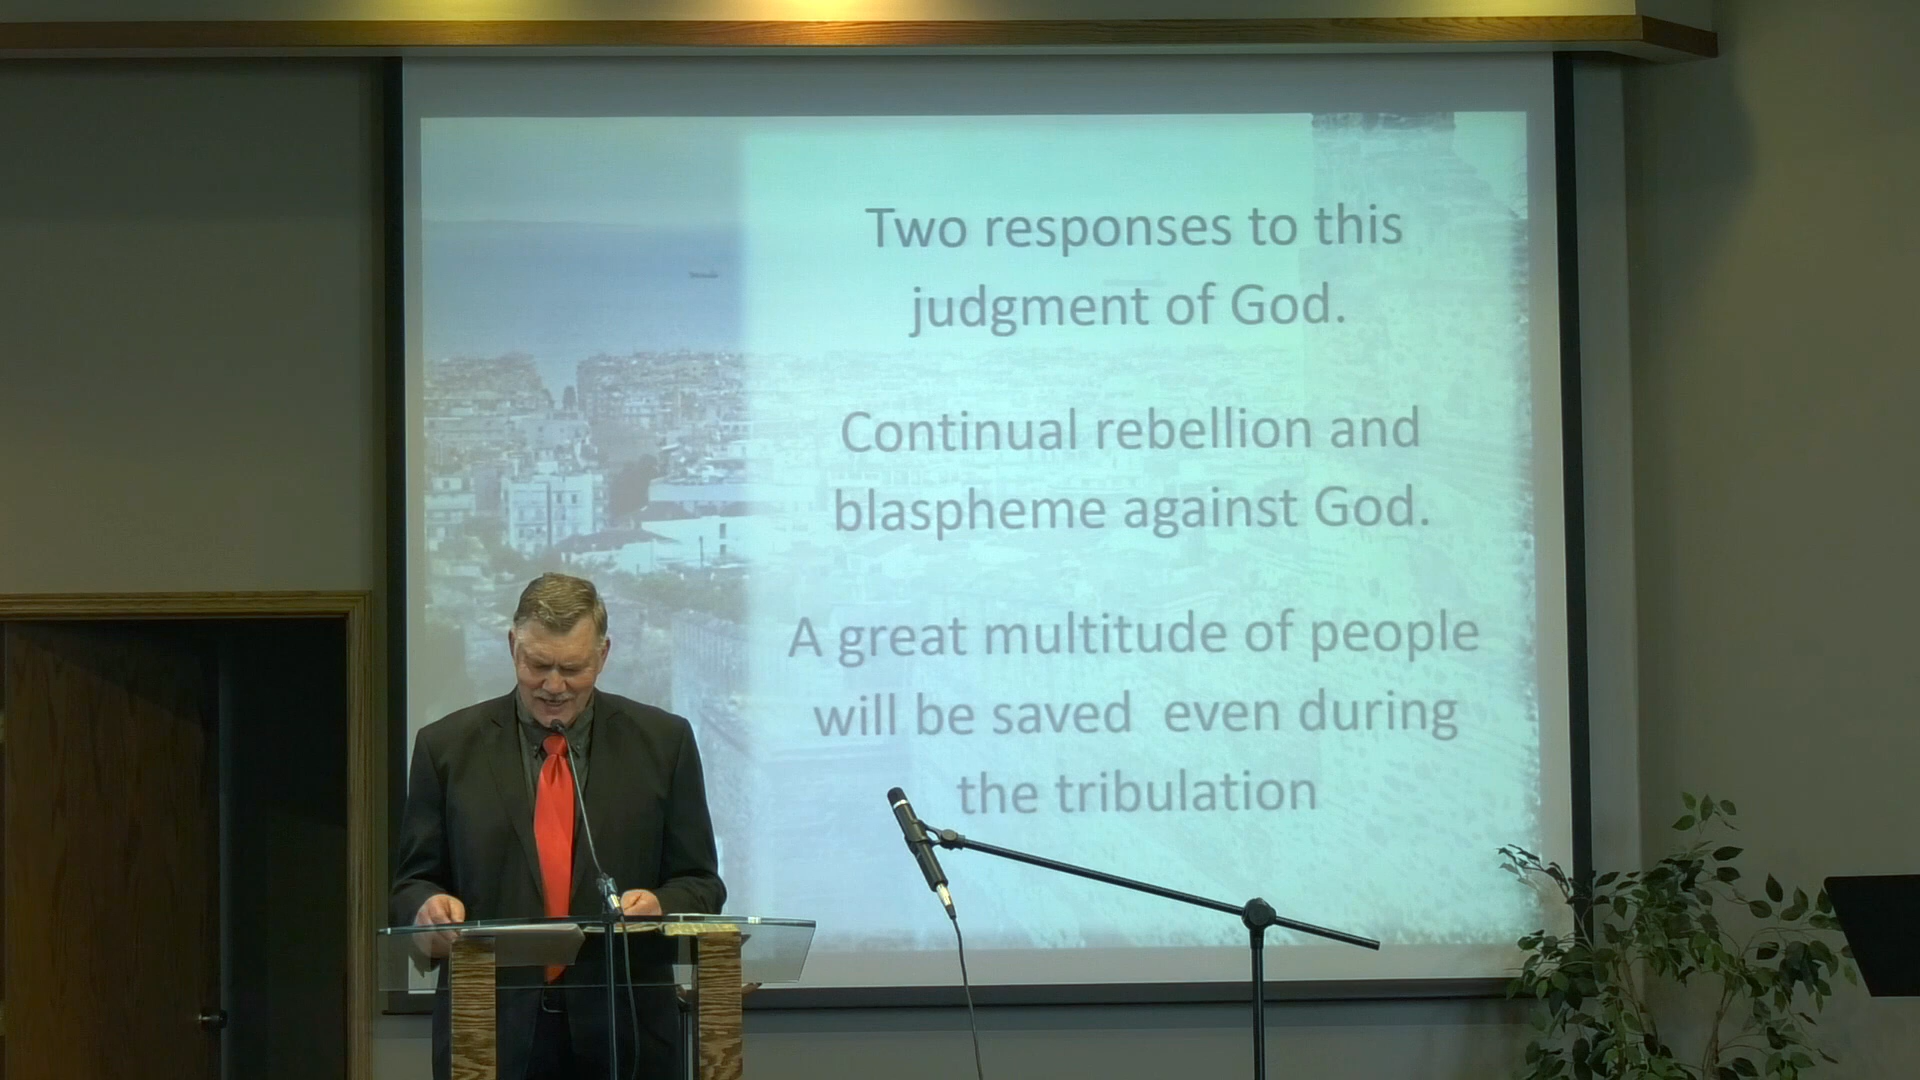 Two responses to this
judgment of God.
Continual rebellion and
blaspheme against God.
A great multitude of people
will be saved  even during
the tribulation